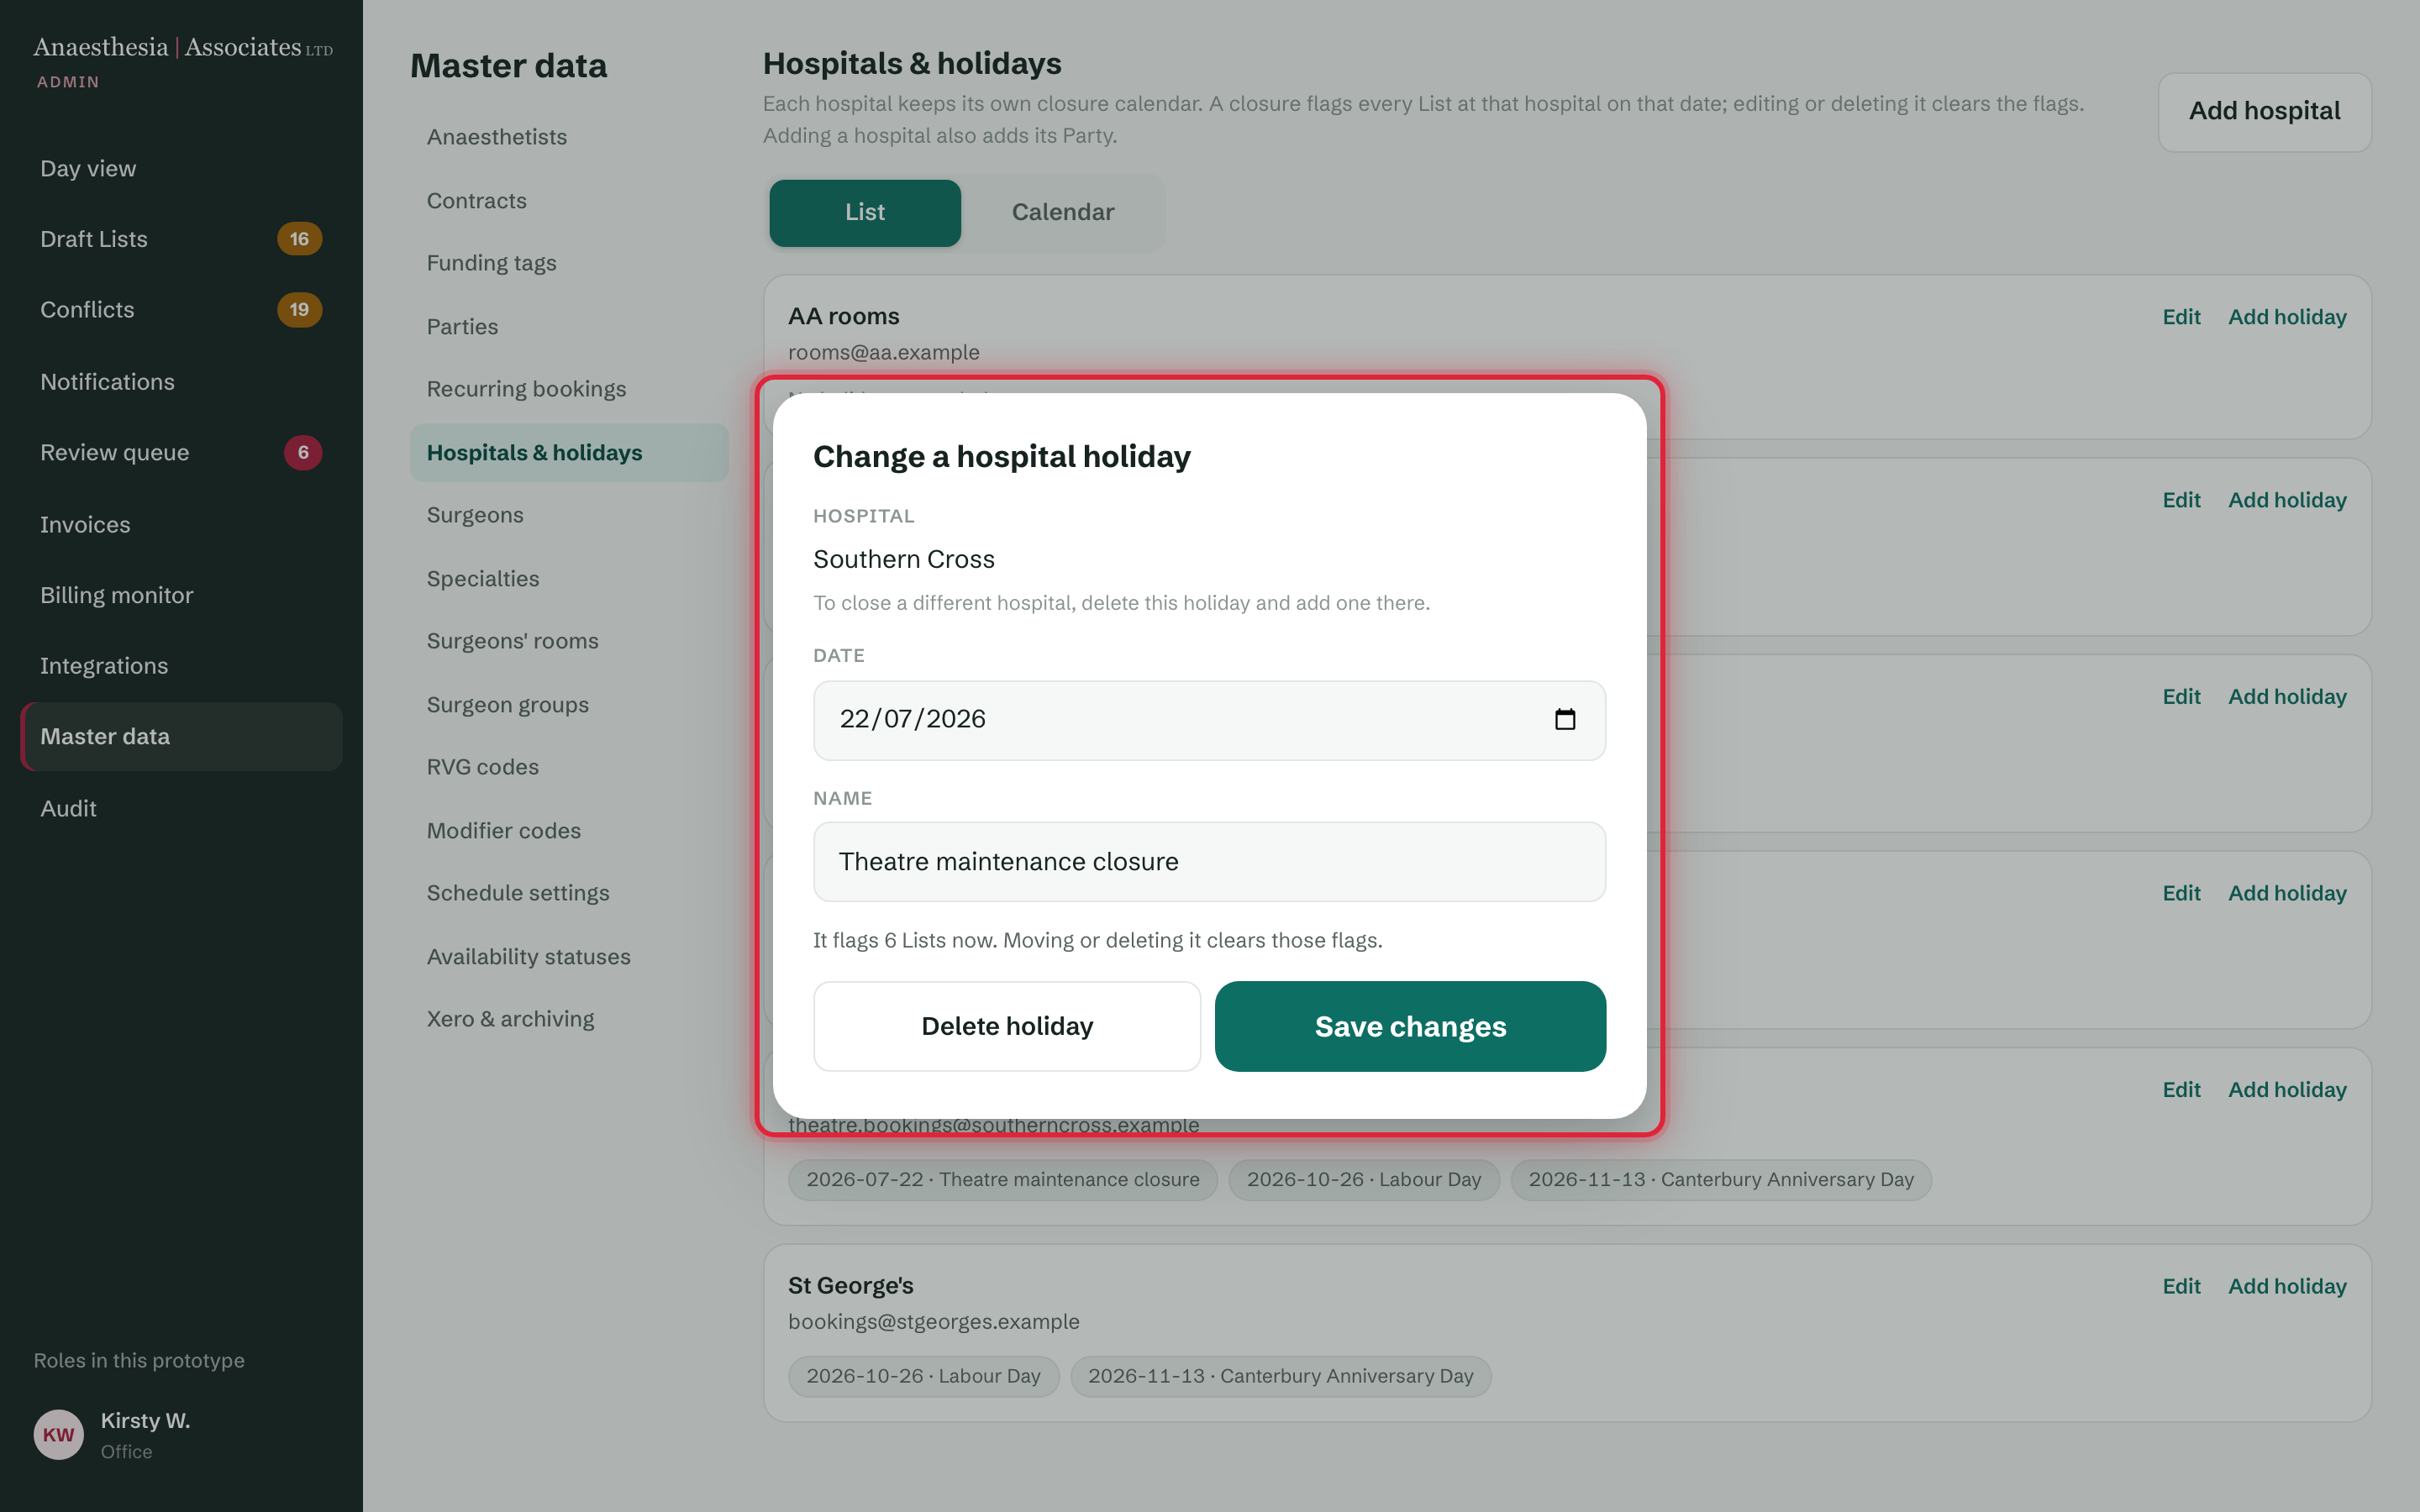 Anaesthesia | Associates LTD
ADMIN
Day view
Draft Lists 16
Conflicts 19
Notifications
Review queue 6
Invoices
Billing monitor
Integrations
Master data
Audit
Roles in this prototype
KW
Kirsty W.
Office
Master data
Anaesthetists
Contracts
Funding tags
Parties
Recurring bookings
Hospitals & holidays
Surgeons
Specialties
Surgeons' rooms
Surgeon groups
RVG codes
Modifier codes
Schedule settings
Availability statuses
Xero & archiving
Hospitals & holidays
Each hospital keeps its own closure calendar. A closure flags every List at that hospital on that date; editing or deleting it clears the flags.
Adding a hospital also adds its Party.
Add hospital
List Calendar
AA rooms
Edit Add holiday
rooms@aa.example
Edit Add holiday
Edit Add holiday
Edit Add holiday
Change a hospital holiday
HOSPITAL
Southern Cross
To close a different hospital, delete this holiday and add one there.
DATE
22/07/2026
NAME
Theatre maintenance closure
It flags 6 Lists now. Moving or deleting it clears those flags.
Delete holiday Save changes
Edit Add holiday
theatre.bookings@southerncross.example
2026-07-22 · Theatre maintenance closure
2026-10-26 · Labour Day
2026-11-13 · Canterbury Anniversary Day
St George's
Edit Add holiday
bookings@stgeorges.example
2026-10-26 · Labour Day
2026-11-13 · Canterbury Anniversary Day